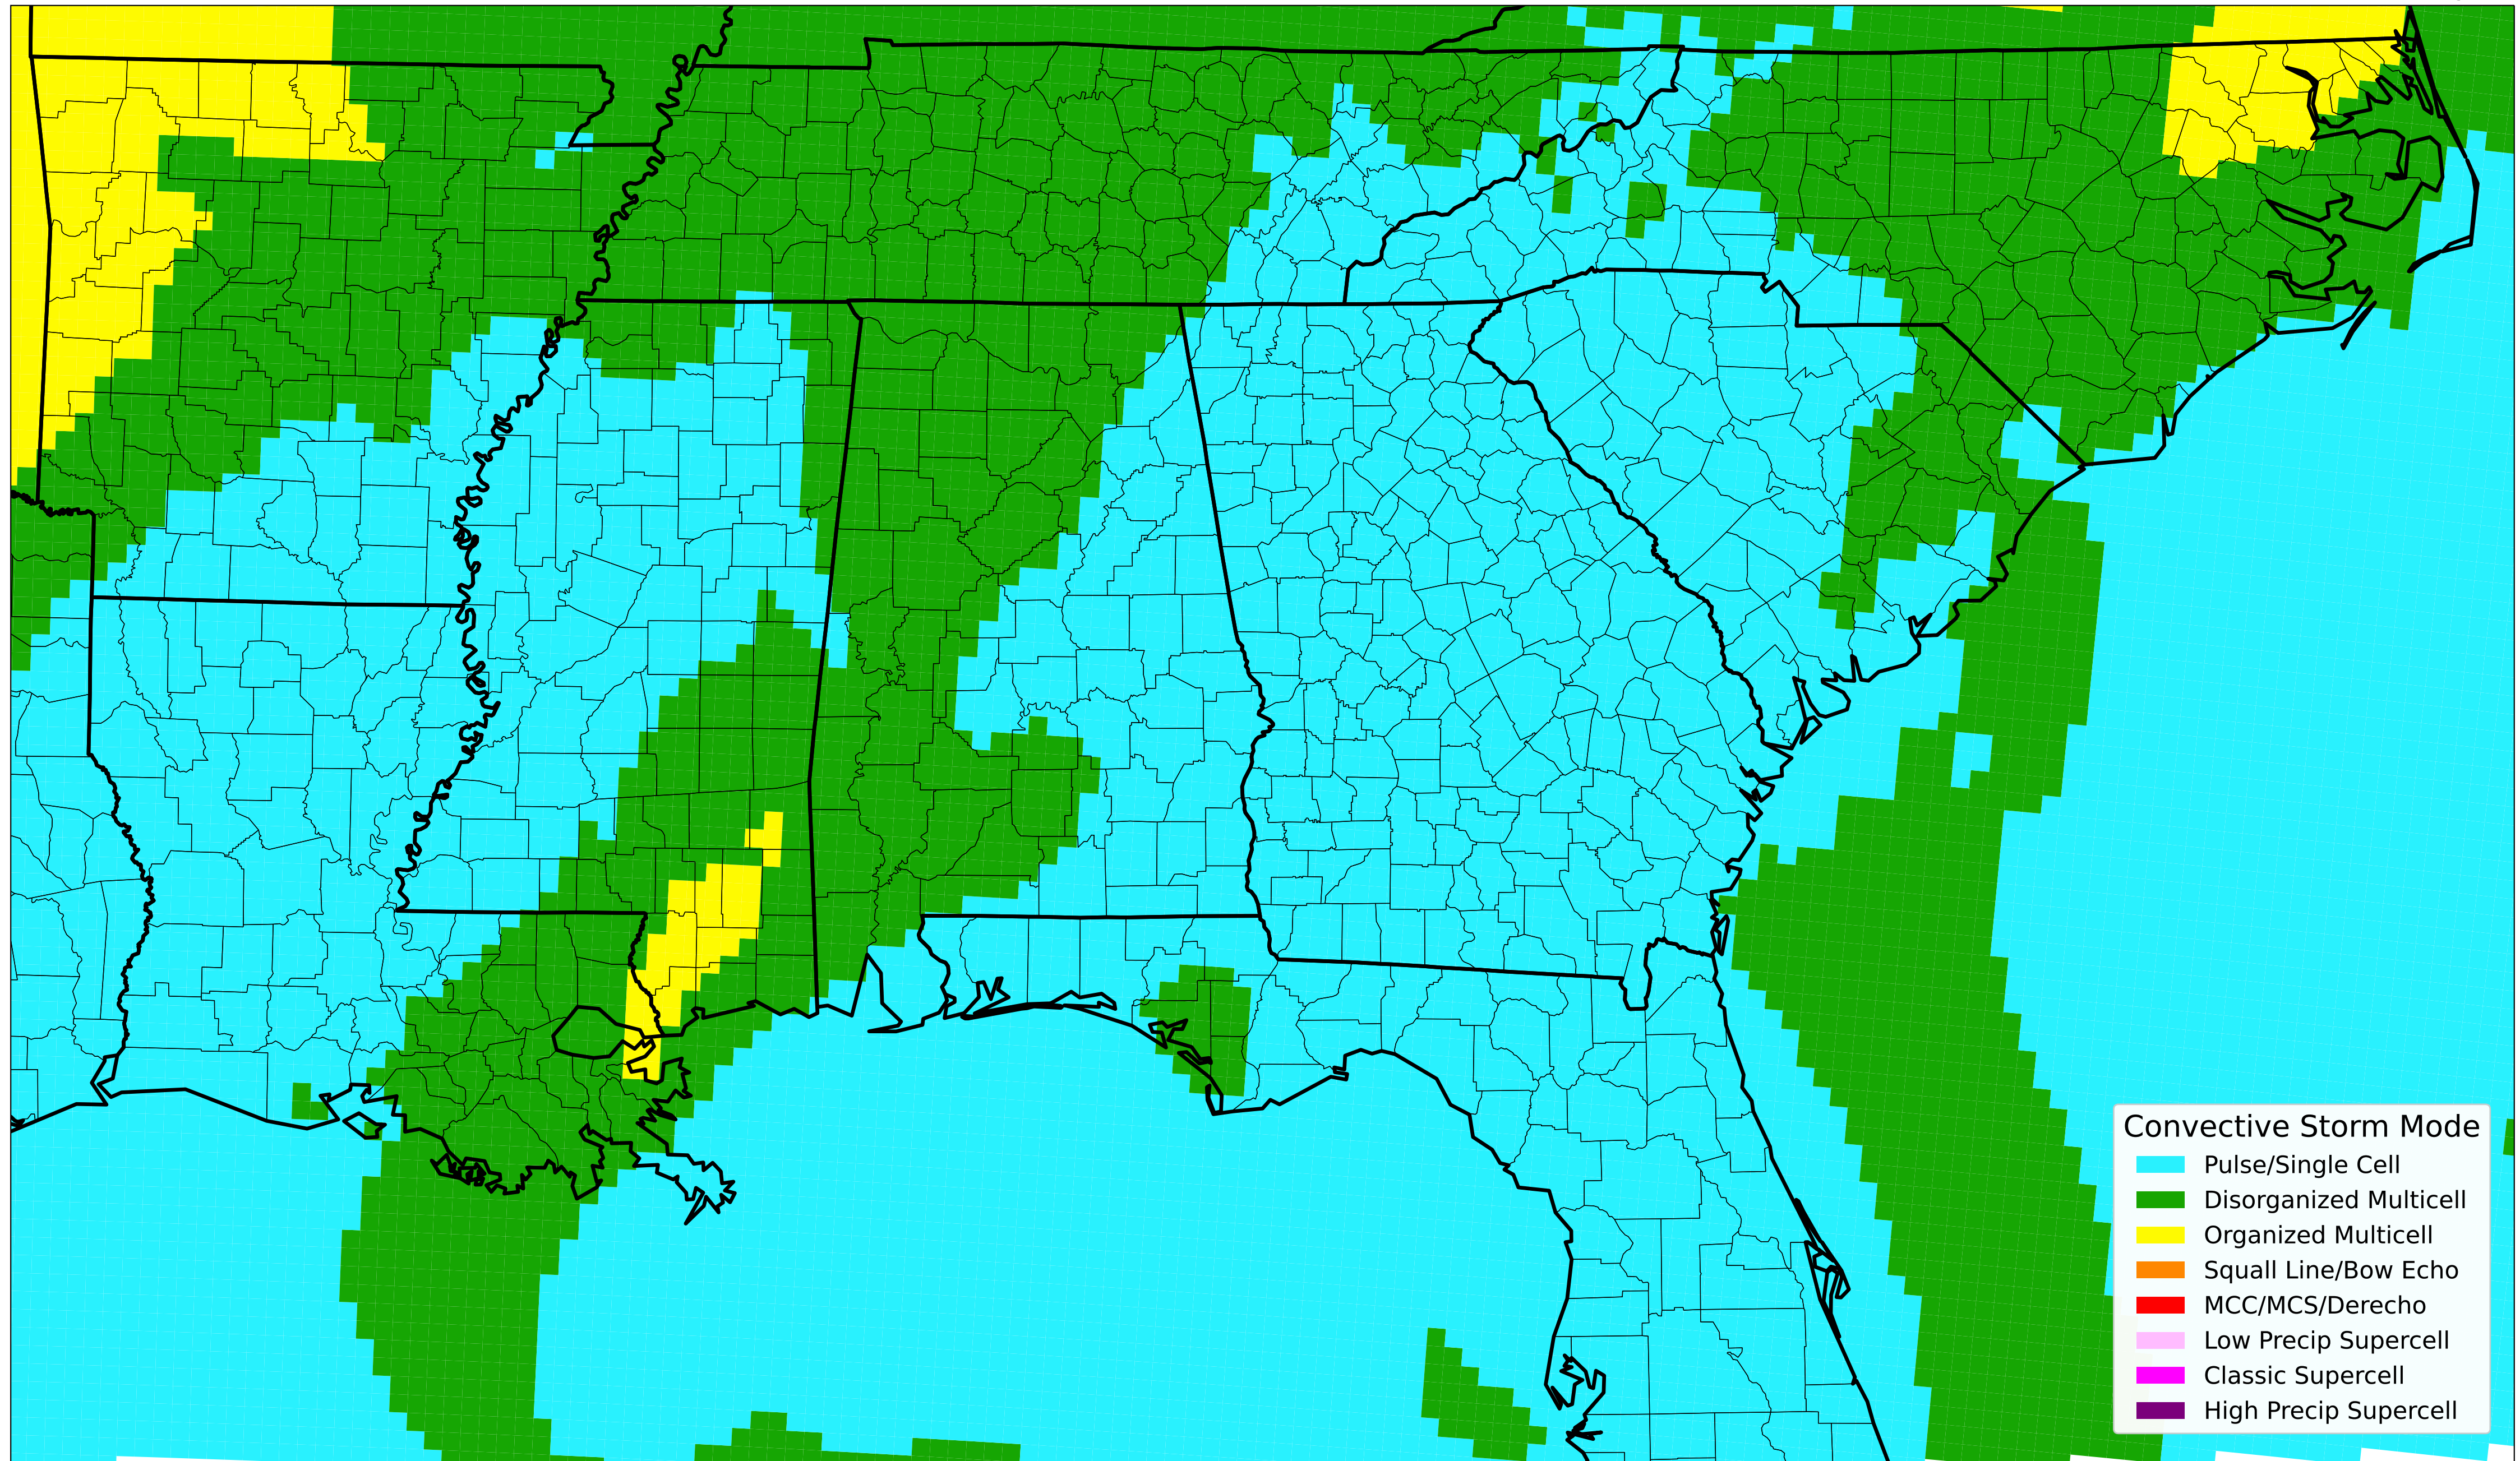 Convective Storm Mode
Pulse/Single Cell
Disorganized Multicell
Organized Multicell
Squall Line/Bow Echo
MCC/MCS/Derecho
Low Precip Supercell
Classic Supercell
High Precip Supercell